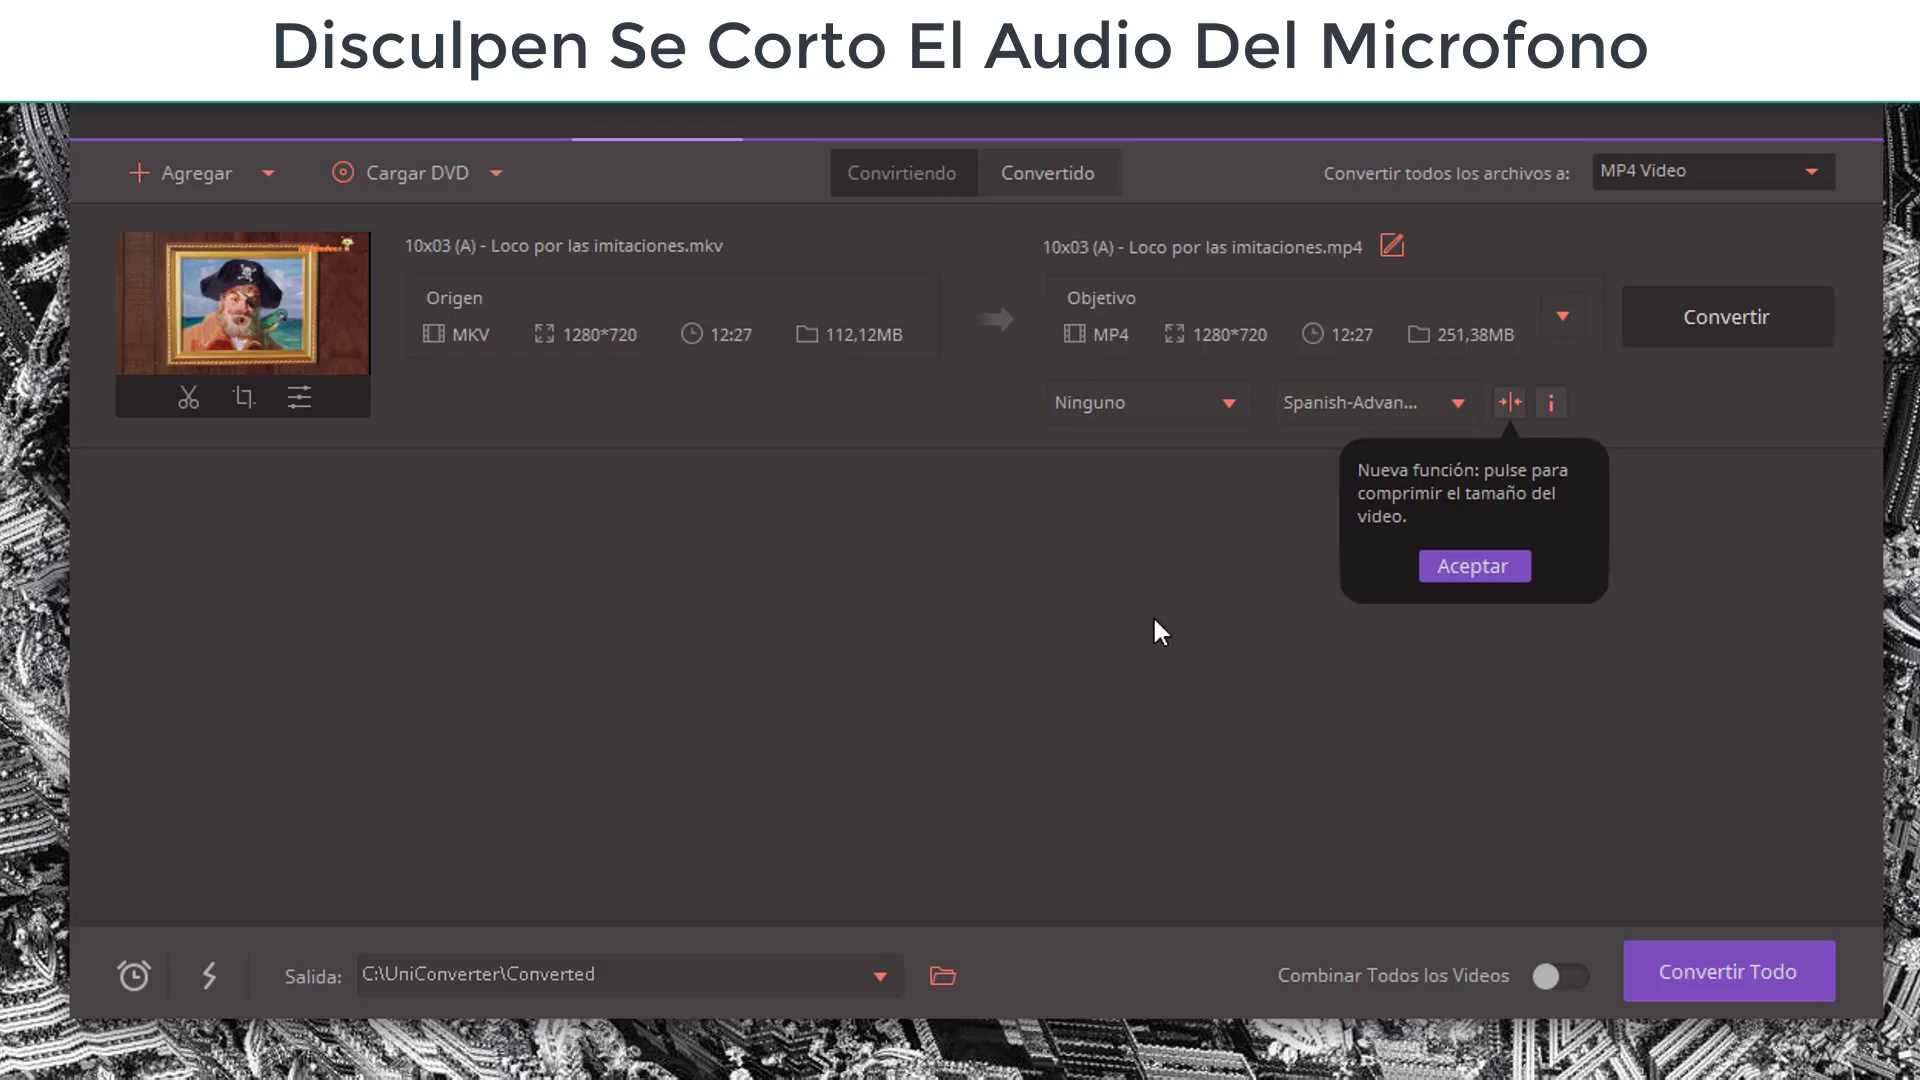 Disculpen Se Corto El Audio Del Microfono
Agregar
Cargar DVD
Convirtiendo
Convertido
Convertir todos los archivos a:
MP4 Video
10x03 (A) - Loco por las imitaciones.mkv
10x03 (A) - Loco por las imitaciones.mp4
Origen
MKV
1280*720
12:27
112,12MB
Objetivo
MP4
1280*720
12:27
251,38MB
Convertir
Ninguno
Spanish-Advan...
Nueva función: pulse para
comprimir el tamaño del
video.
Aceptar
Salida:
C:\UniConverter\Converted
Combinar Todos los Videos
Convertir Todo